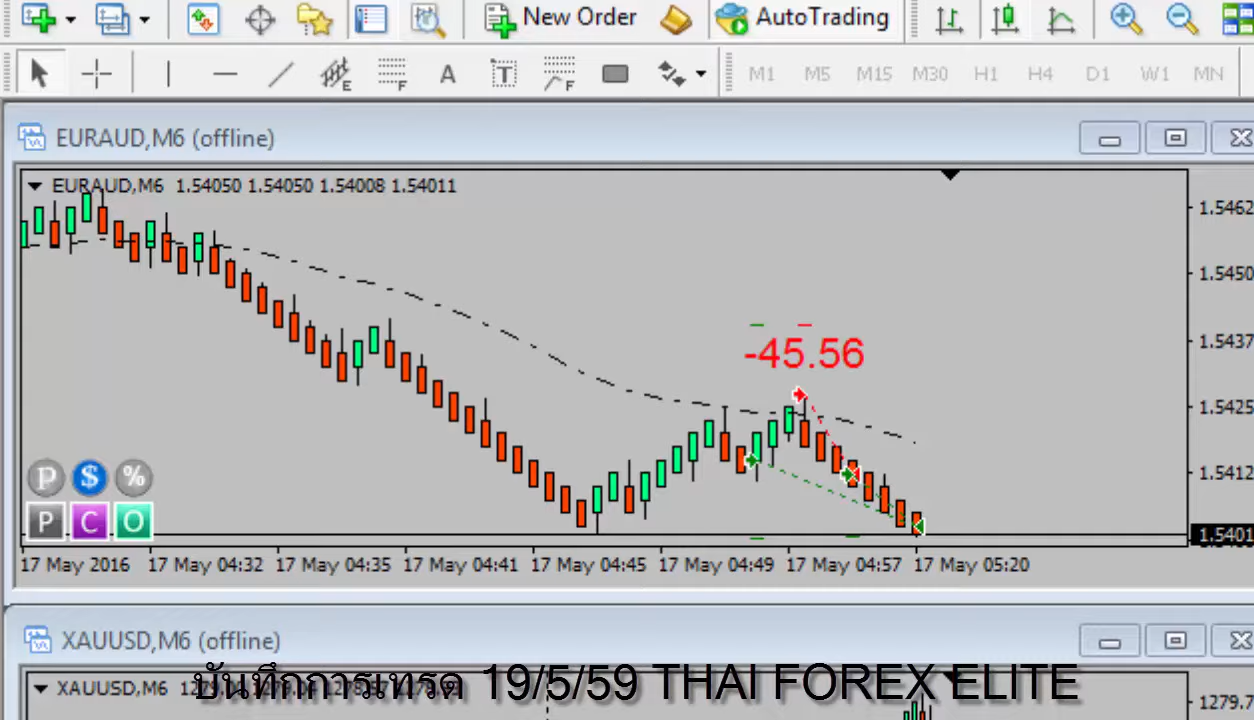 New Order AutoTrading
E F A T F M1 M5 M15 M30 H1 H4 D1 W1 MN
EURAUD,M6 (offline)
EURAUD,M6 1.54050 1.54050 1.54008 1.54011
1.5462
1.5450
1.5437
-45.56
1.5425
1.5412
P $ %
P C O
1.5401
17 May 2016 17 May 04:32 17 May 04:35 17 May 04:41 17 May 04:45 17 May 04:49 17 May 04:57 17 May 05:20
XAUUSD,M6 (offline)
บันทึกการเทรด 19/5/59 THAI FOREX ELITE
XAUUSD,M6
1279.7